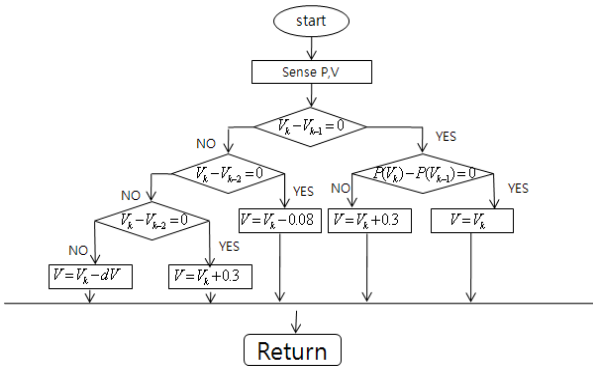 start
Sense P,V
V_k − V_{k−1} = 0
NO
YES
V_k − V_{k−2} = 0
P(V_k) − P(V_{k−1}) = 0
NO
YES
NO
YES
V_k − V_{k−2} = 0
V = V_k − 0.08
V = V_k + 0.3
V = V_k
NO
YES
V = V_k − dV
V = V_k + 0.3
Return